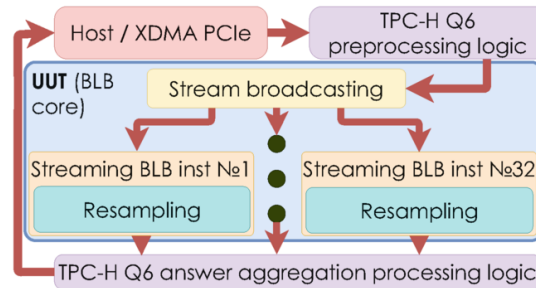 Host / XDMA PCIe
TPC-H Q6
preprocessing logic
UUT (BLB
core)
Stream broadcasting
Streaming BLB inst №1
Resampling
Streaming BLB inst №32
Resampling
TPC-H Q6 answer aggregation processing logic